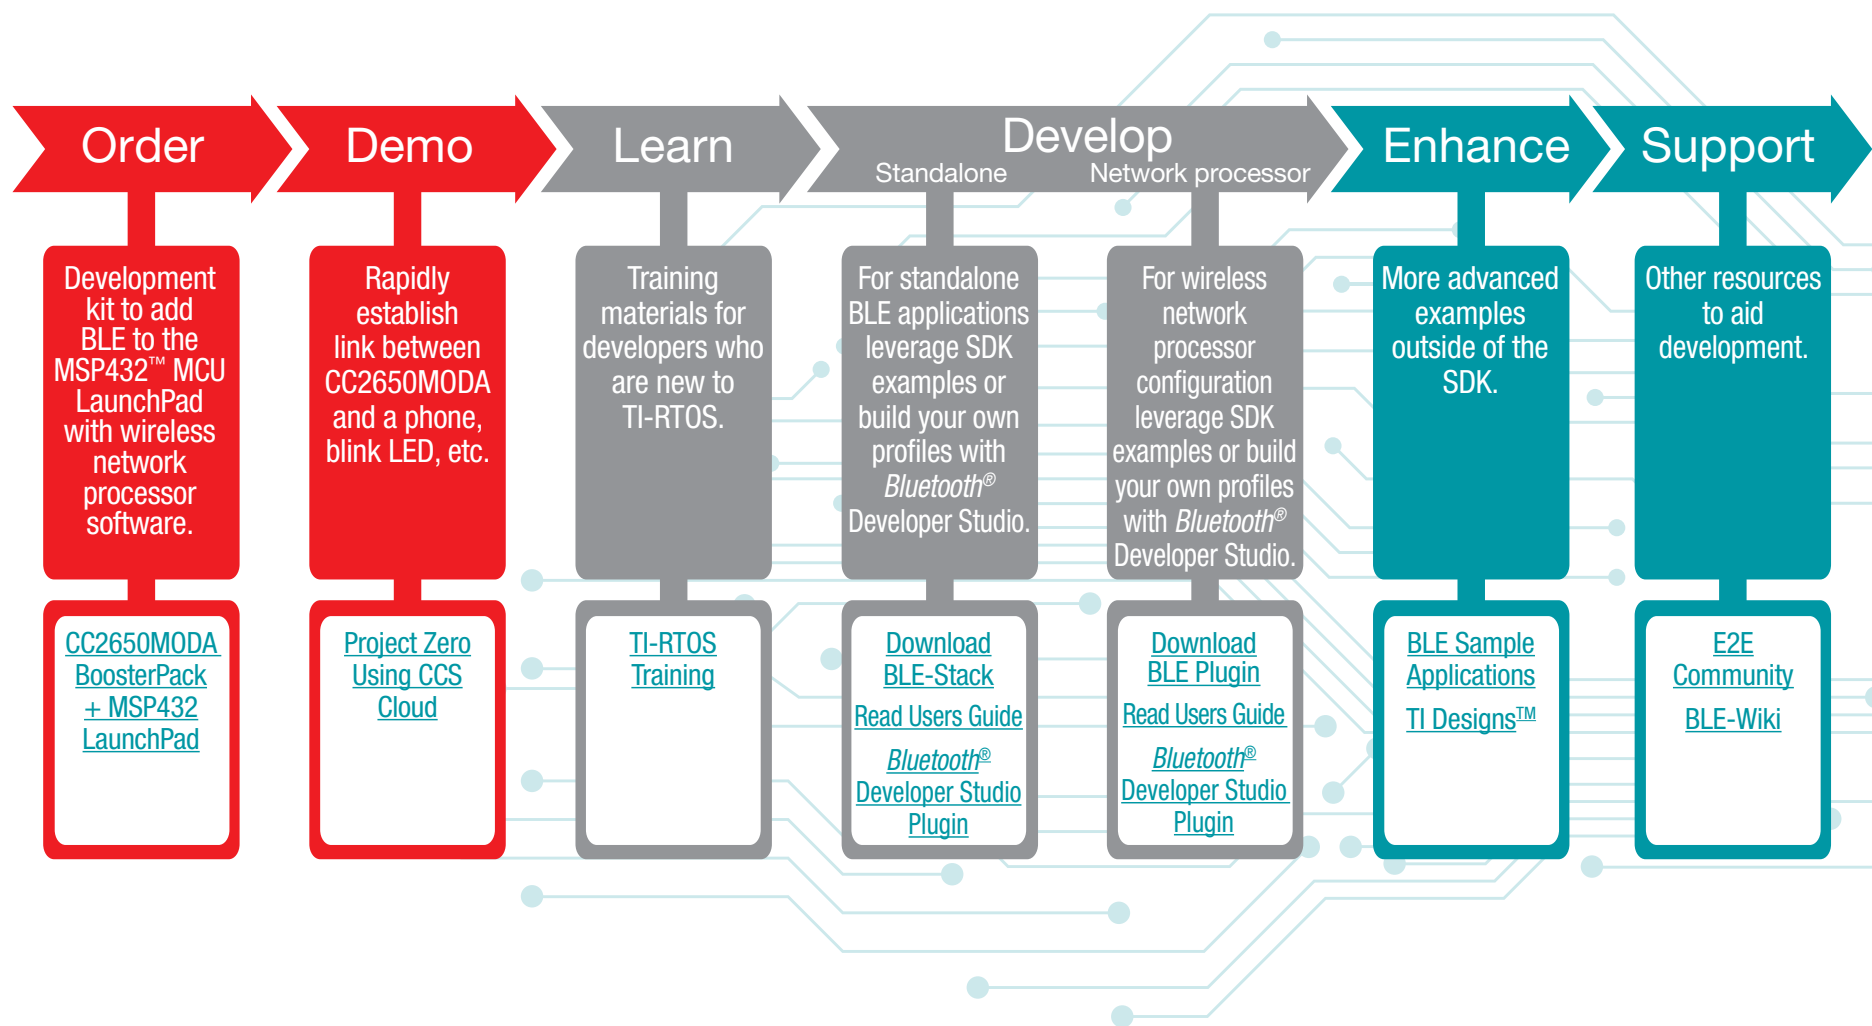 Order
Demo
Learn
Develop
Standalone
Network processor
Enhance
Support
Development
kit to add
BLE to the
MSP432™ MCU
LaunchPad
with wireless
network
processor
software.
Rapidly
establish
link between
CC2650MODA
and a phone,
blink LED, etc.
Training
materials for
developers who
are new to
TI-RTOS.
For standalone
BLE applications
leverage SDK
examples or
build your own
profiles with
Bluetooth®
Developer Studio.
For wireless
network
processor
configuration
leverage SDK
examples or build
your own profiles
with Bluetooth®
Developer Studio.
More advanced
examples
outside of the
SDK.
Other resources
to aid
development.
CC2650MODA
BoosterPack
+ MSP432
LaunchPad
Project Zero
Using CCS
Cloud
TI-RTOS
Training
Download
BLE-Stack
Read Users Guide
Bluetooth®
Developer Studio
Plugin
Download
BLE Plugin
Read Users Guide
Bluetooth®
Developer Studio
Plugin
BLE Sample
Applications
TI Designs™
E2E
Community
BLE-Wiki